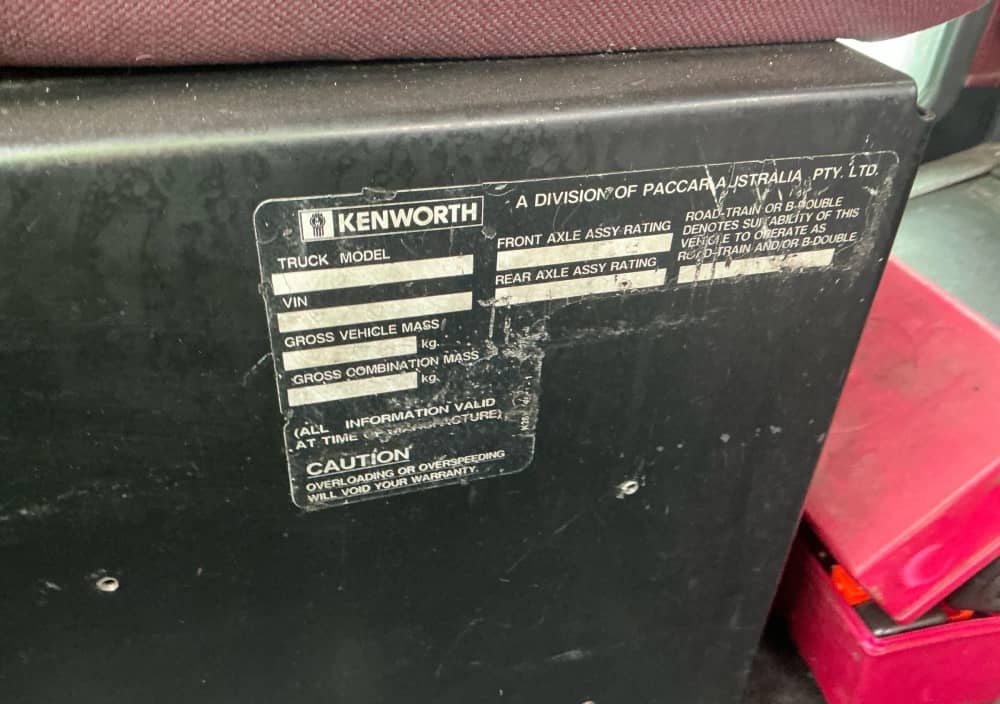 KENWORTH
A DIVISION OF PACCAR AUSTRALIA PTY. LTD.
TRUCK MODEL
VIN
GROSS VEHICLE MASS
kg.
GROSS COMBINATION MASS
kg.
FRONT AXLE ASSY RATING
REAR AXLE ASSY RATING
ROAD-TRAIN OR B-DOUBLE
DENOTES SUITABILITY OF THIS
VEHICLE TO OPERATE AS
ROAD-TRAIN AND/OR B-DOUBLE
(ALL INFORMATION VALID
AT TIME OF MANUFACTURE)
CAUTION
OVERLOADING OR OVERSPEEDING
WILL VOID YOUR WARRANTY.